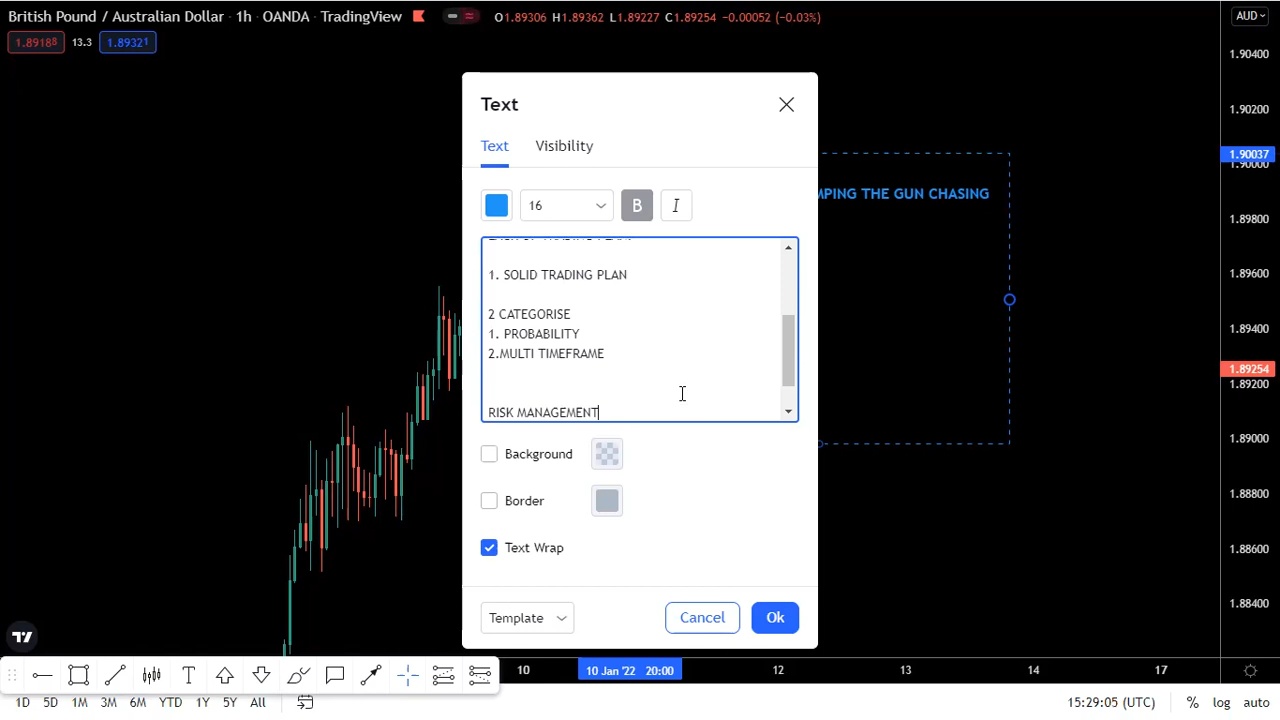 British Pound / Australian Dollar · 1h · OANDA · TradingView
O1.89306 H1.89362 L1.89227 C1.89254 −0.00052 (−0.03%)
AUD
1.89188
13.3
1.89321
1.90400
1.90200
1.90037
1.90000
1.89800
1.89600
1.89400
1.89254
1.89200
1.89000
1.88800
1.88600
1.88400
Text
Text Visibility
16
B
I
MPING THE GUN CHASING
1. SOLID TRADING PLAN
2 CATEGORISE
1. PROBABILITY
2.MULTI TIMEFRAME
RISK MANAGEMENT
Background
Border
Text Wrap
Template
Cancel
Ok
10
10 Jan '22 20:00
12
13
14
17
T
1D 5D 1M 3M 6M YTD 1Y 5Y All
15:29:05 (UTC)
% log auto